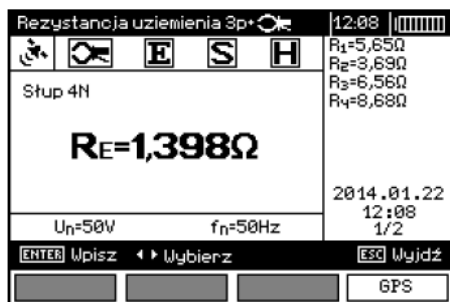 Rezystancja uziemienia 3p+ 12:08
E S H
Słup 4N
RE=1,398Ω
Un=50V fn=50Hz
R1=5,65Ω
R2=3,69Ω
R3=6,56Ω
R4=8,68Ω
2014.01.22
12:08
1/2
ENTER Wpisz Wybierz ESC Wyjdź
GPS